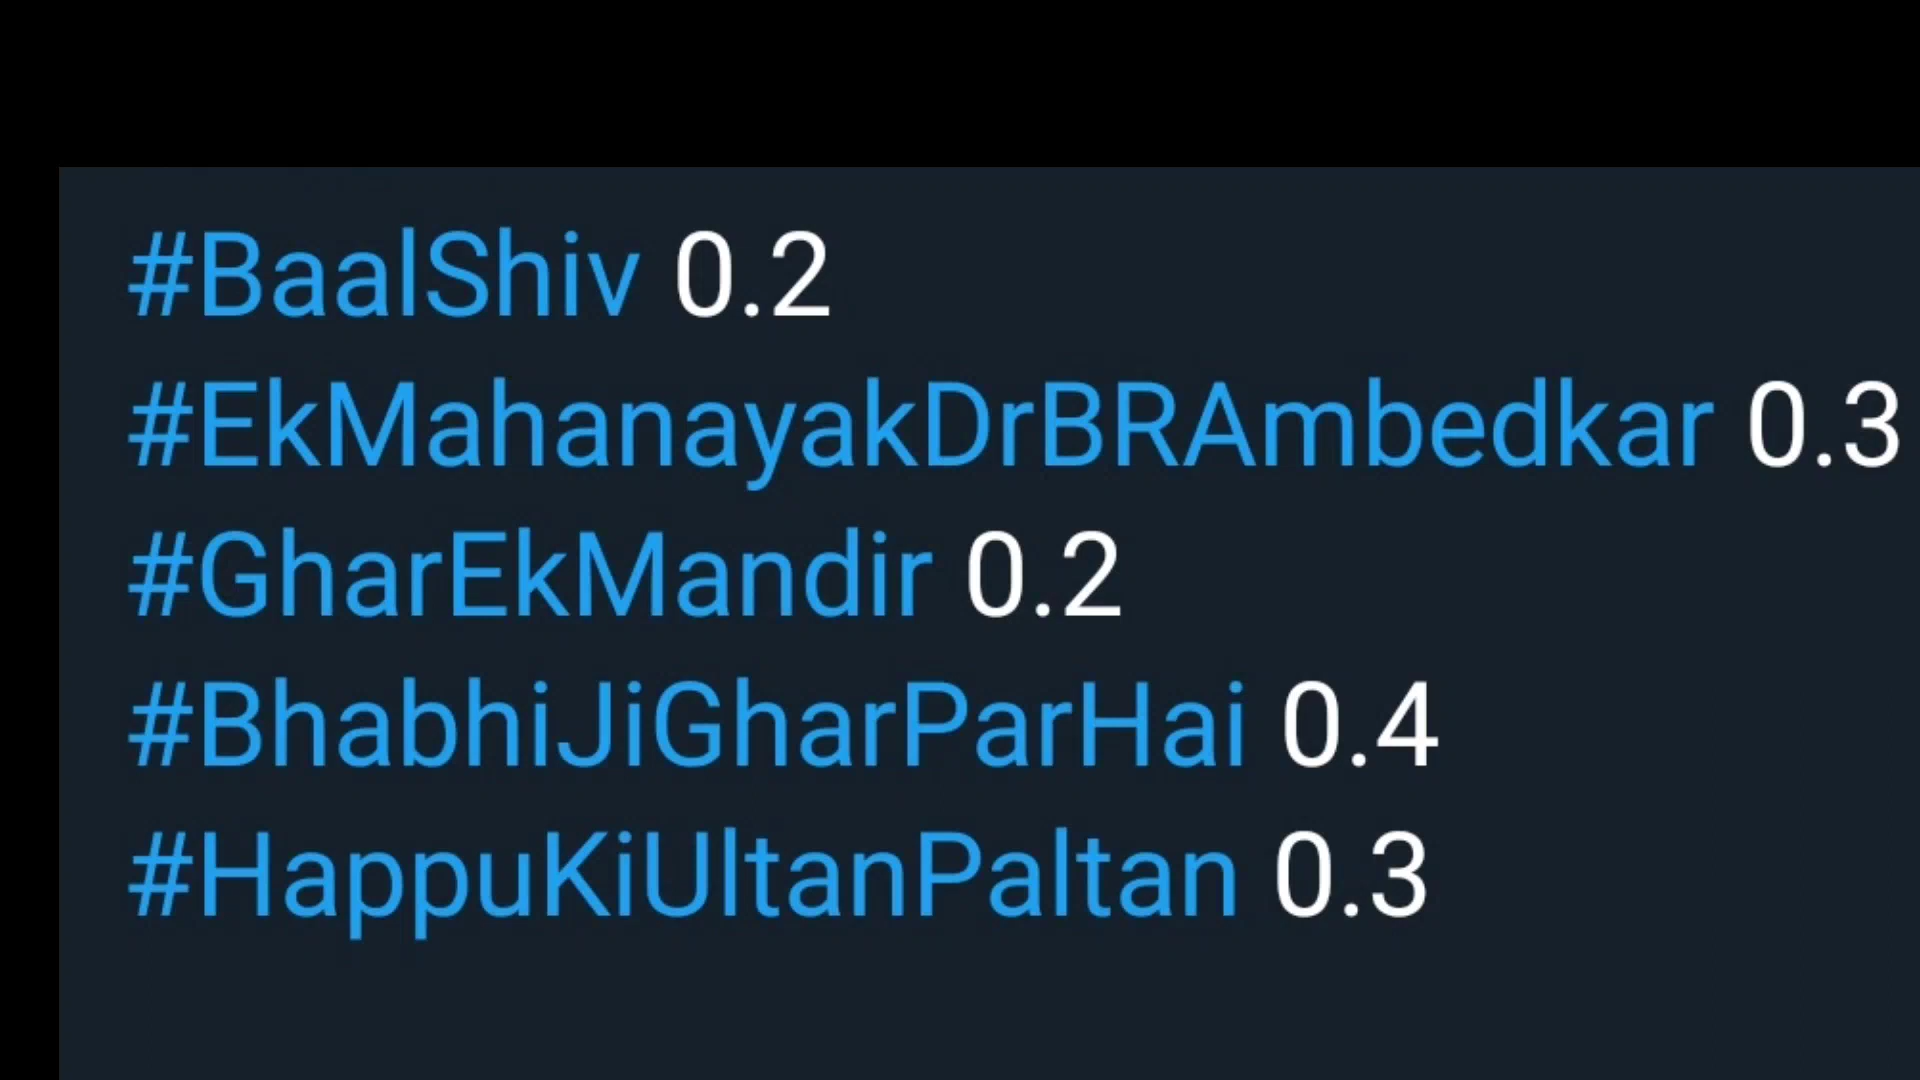 #BaalShiv 0.2
#EkMahanayakDrBRAmbedkar 0.3
#GharEkMandir 0.2
#BhabhiJiGharParHai 0.4
#HappuKiUltanPaltan 0.3